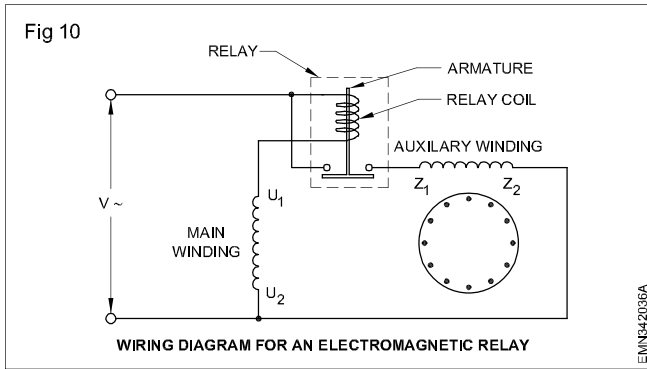 Fig 10
RELAY
ARMATURE
RELAY COIL
AUXILARY WINDING
Z1
Z2
V ~
U1
MAIN
WINDING
U2
WIRING DIAGRAM FOR AN ELECTROMAGNETIC RELAY
EMN342036A